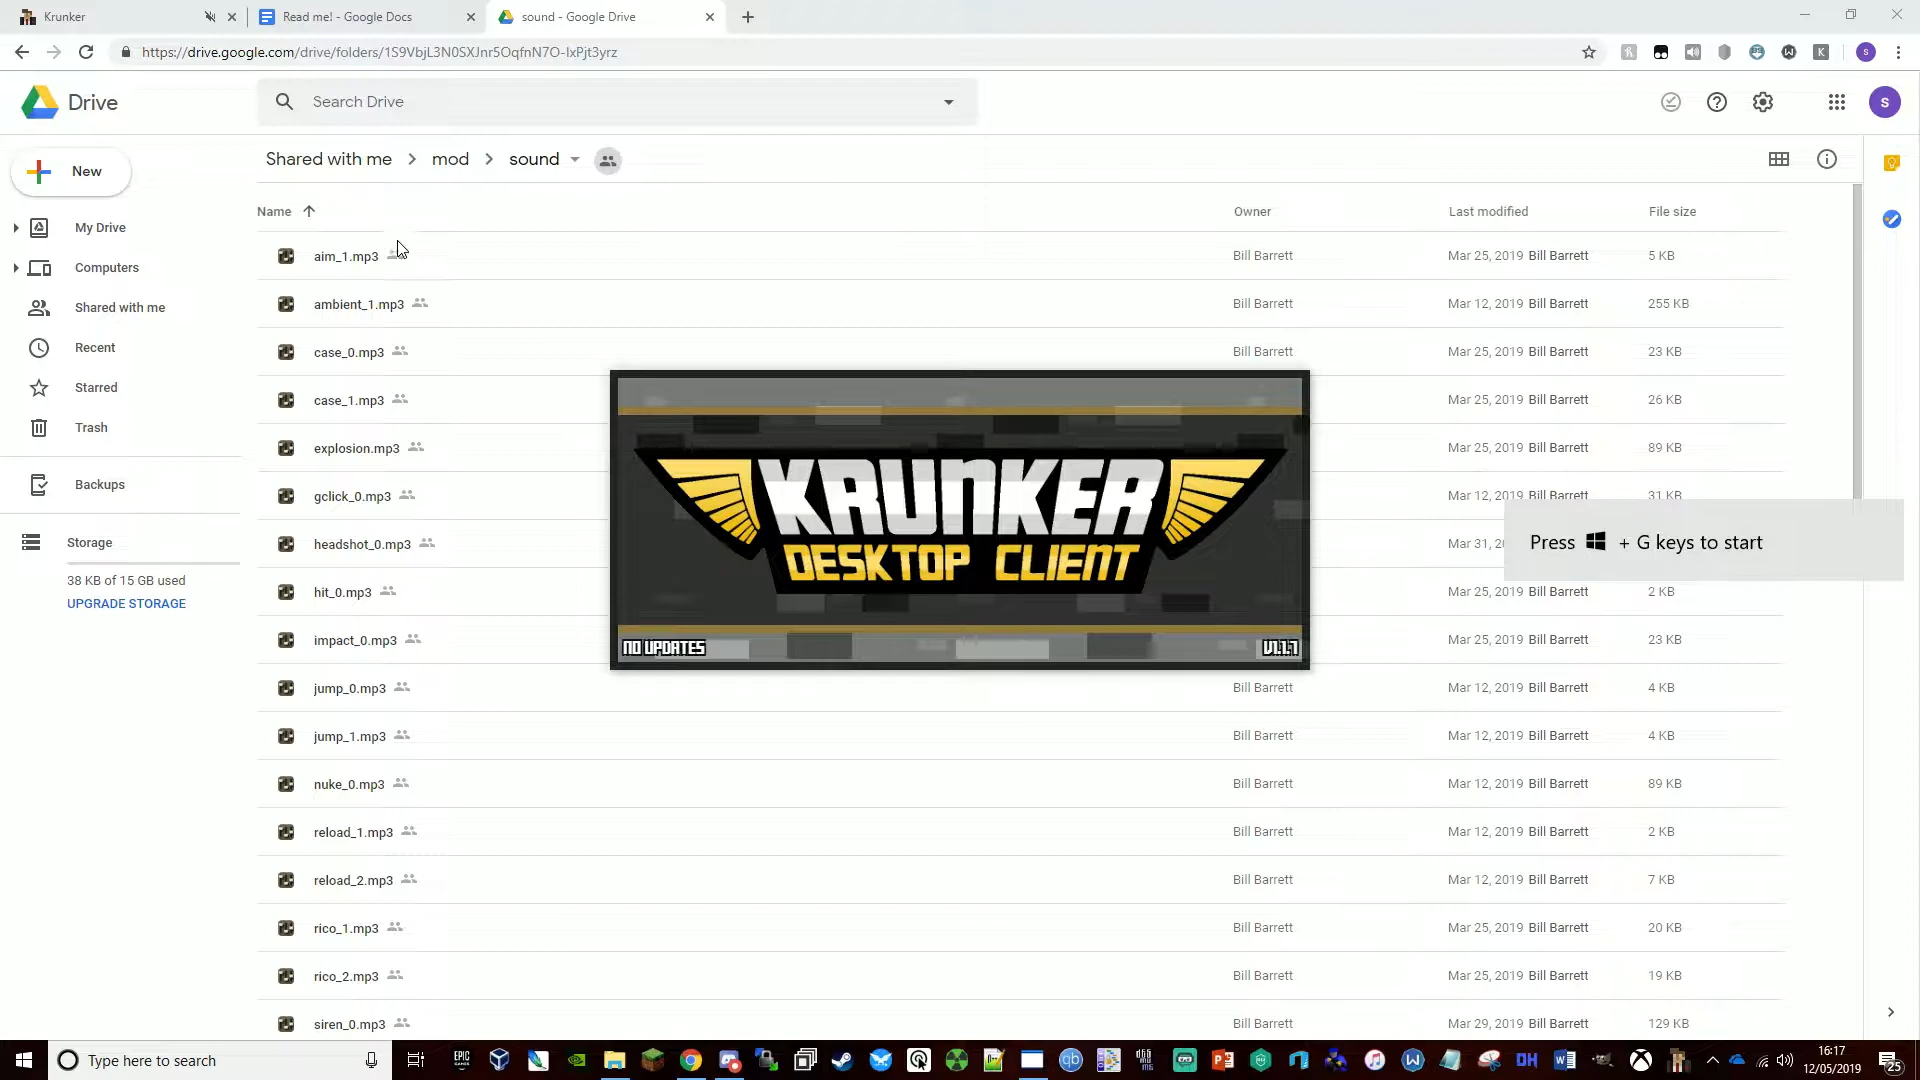 Krunker
Read me! - Google Docs
sound - Google Drive
https://drive.google.com/drive/folders/1S9VbjL3N0SXJnr5OqfnN7O-IxPjt3yrz
Drive
Search Drive
S
Shared with me > mod > sound
New
Name Owner Last modified File size
My Drive
Computers
Shared with me
Recent
Starred
Trash
Backups
Storage
38 KB of 15 GB used
UPGRADE STORAGE
aim_1.mp3 Bill Barrett Mar 25, 2019 Bill Barrett 5 KB
ambient_1.mp3 Bill Barrett Mar 12, 2019 Bill Barrett 255 KB
case_0.mp3 Bill Barrett Mar 25, 2019 Bill Barrett 23 KB
case_1.mp3 Mar 25, 2019 Bill Barrett 26 KB
explosion.mp3 Mar 25, 2019 Bill Barrett 89 KB
gclick_0.mp3 Mar 12, 2019 Bill Barrett 31 KB
headshot_0.mp3 Mar 31, 20
hit_0.mp3 Mar 25, 2019 Bill Barrett 2 KB
impact_0.mp3 Mar 25, 2019 Bill Barrett 23 KB
jump_0.mp3 Bill Barrett Mar 12, 2019 Bill Barrett 4 KB
jump_1.mp3 Bill Barrett Mar 12, 2019 Bill Barrett 4 KB
nuke_0.mp3 Bill Barrett Mar 12, 2019 Bill Barrett 89 KB
reload_1.mp3 Bill Barrett Mar 12, 2019 Bill Barrett 2 KB
reload_2.mp3 Bill Barrett Mar 12, 2019 Bill Barrett 7 KB
rico_1.mp3 Bill Barrett Mar 25, 2019 Bill Barrett 20 KB
rico_2.mp3 Bill Barrett Mar 25, 2019 Bill Barrett 19 KB
siren_0.mp3 Bill Barrett Mar 29, 2019 Bill Barrett 129 KB
KRUNKER
DESKTOP CLIENT
NO UPDATES
V1.1.7
Press + G keys to start
Type here to search
EPIC GAMES
16:17
12/05/2019
25